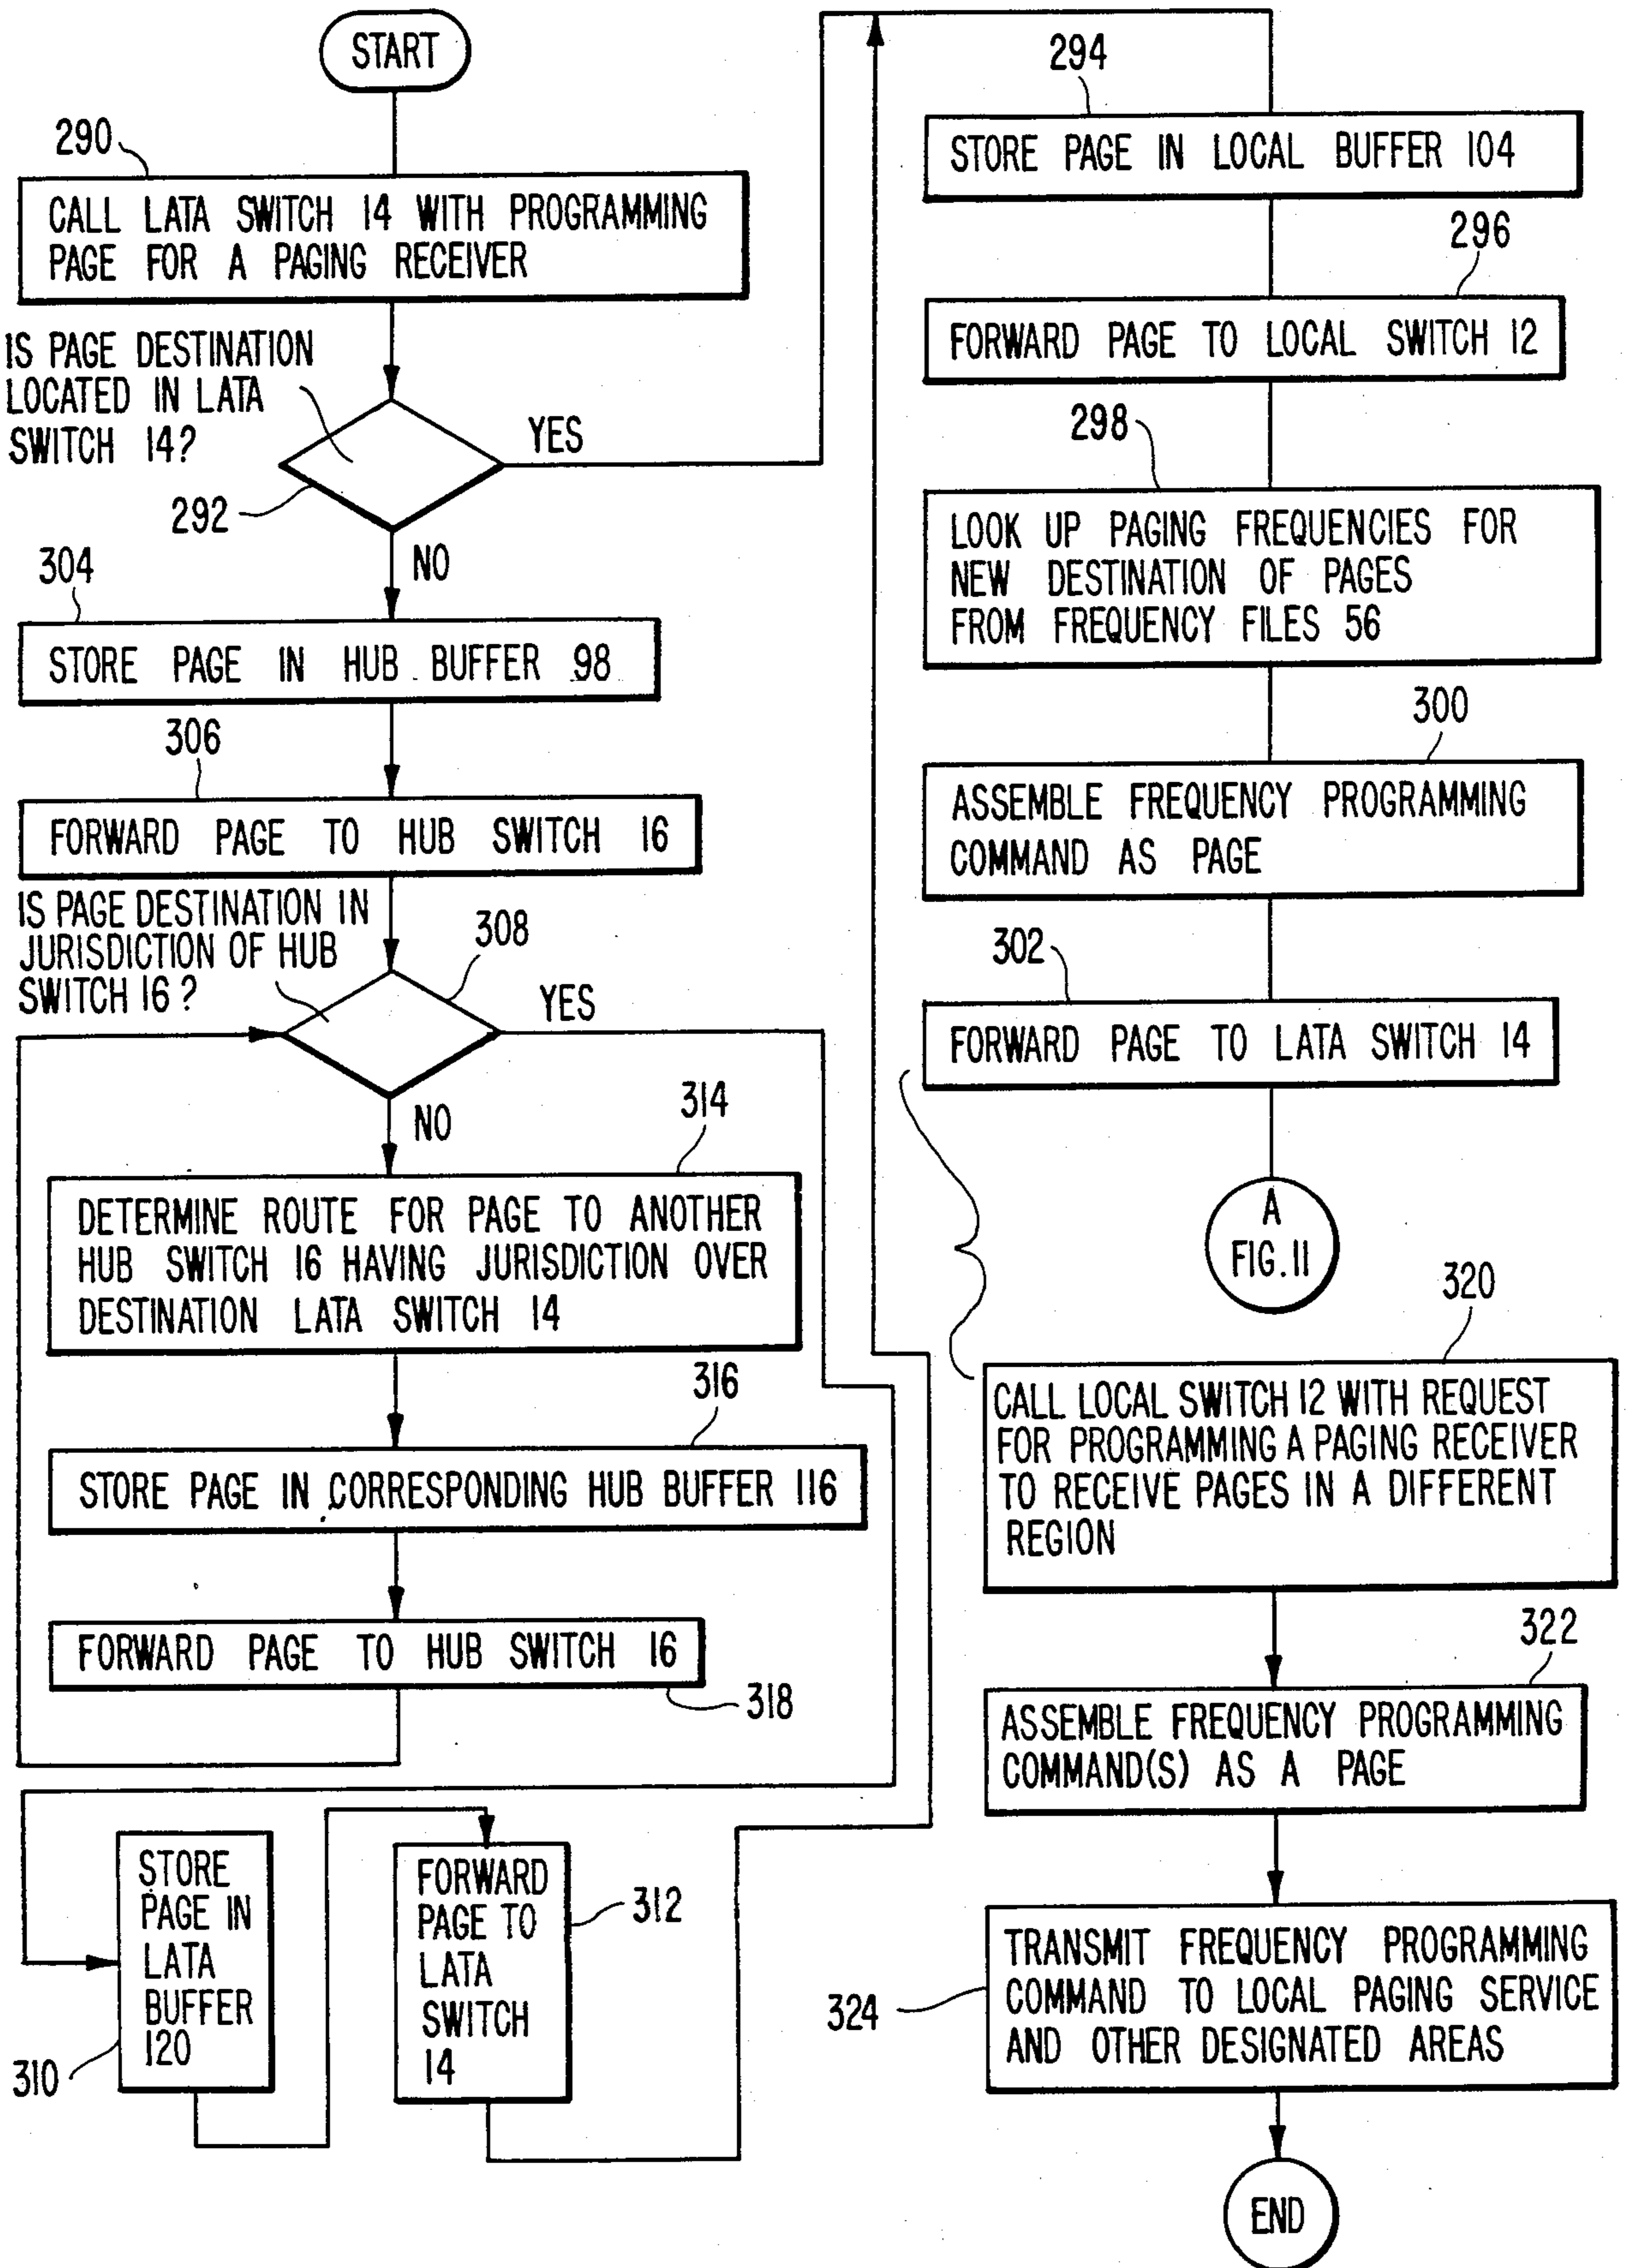 START
290
CALL LATA SWITCH 14 WITH PROGRAMMING
PAGE FOR A PAGING RECEIVER
IS PAGE DESTINATION
LOCATED IN LATA
SWITCH 14?
YES
292
NO
304
STORE PAGE IN HUB BUFFER 98
306
FORWARD PAGE TO HUB SWITCH 16
IS PAGE DESTINATION IN
JURISDICTION OF HUB
SWITCH 16?
308
YES
NO
314
DETERMINE ROUTE FOR PAGE TO ANOTHER
HUB SWITCH 16 HAVING JURISDICTION OVER
DESTINATION LATA SWITCH 14
316
STORE PAGE IN CORRESPONDING HUB BUFFER 116
FORWARD PAGE TO HUB SWITCH 16
318
STORE
PAGE IN
LATA
BUFFER
120
310
FORWARD
PAGE TO
LATA
SWITCH
14
312
294
STORE PAGE IN LOCAL BUFFER 104
296
FORWARD PAGE TO LOCAL SWITCH 12
298
LOOK UP PAGING FREQUENCIES FOR
NEW DESTINATION OF PAGES
FROM FREQUENCY FILES 56
300
ASSEMBLE FREQUENCY PROGRAMMING
COMMAND AS PAGE
302
FORWARD PAGE TO LATA SWITCH 14
A
FIG.11
320
CALL LOCAL SWITCH 12 WITH REQUEST
FOR PROGRAMMING A PAGING RECEIVER
TO RECEIVE PAGES IN A DIFFERENT
REGION
322
ASSEMBLE FREQUENCY PROGRAMMING
COMMAND(S) AS A PAGE
324
TRANSMIT FREQUENCY PROGRAMMING
COMMAND TO LOCAL PAGING SERVICE
AND OTHER DESIGNATED AREAS
END